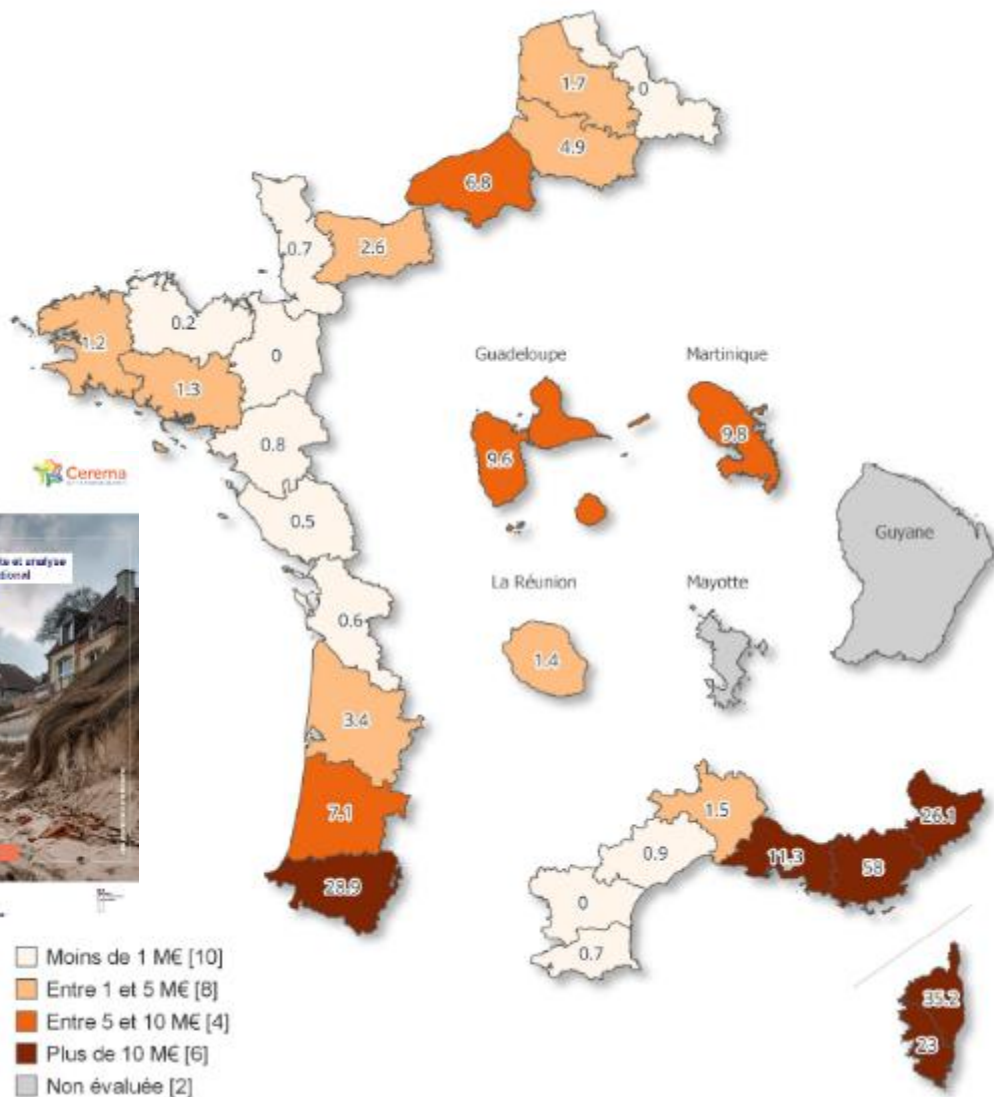 1.7
0
4.9
6.8
0.7
2.6
0.2
1.2
0
1.3
Guadeloupe
Martinique
0.8
9.6
9.8
Cerema
0.5
Guyane
te et analyse
tional
La Réunion
Mayotte
0.6
1.4
3.4
7.1
1.5
26.1
0.9
11.3
58
28.9
0
0.7
Moins de 1 M€ [10]
Entre 1 et 5 M€ [8]
Entre 5 et 10 M€ [4]
Plus de 10 M€ [6]
Non évaluée [2]
35.2
23